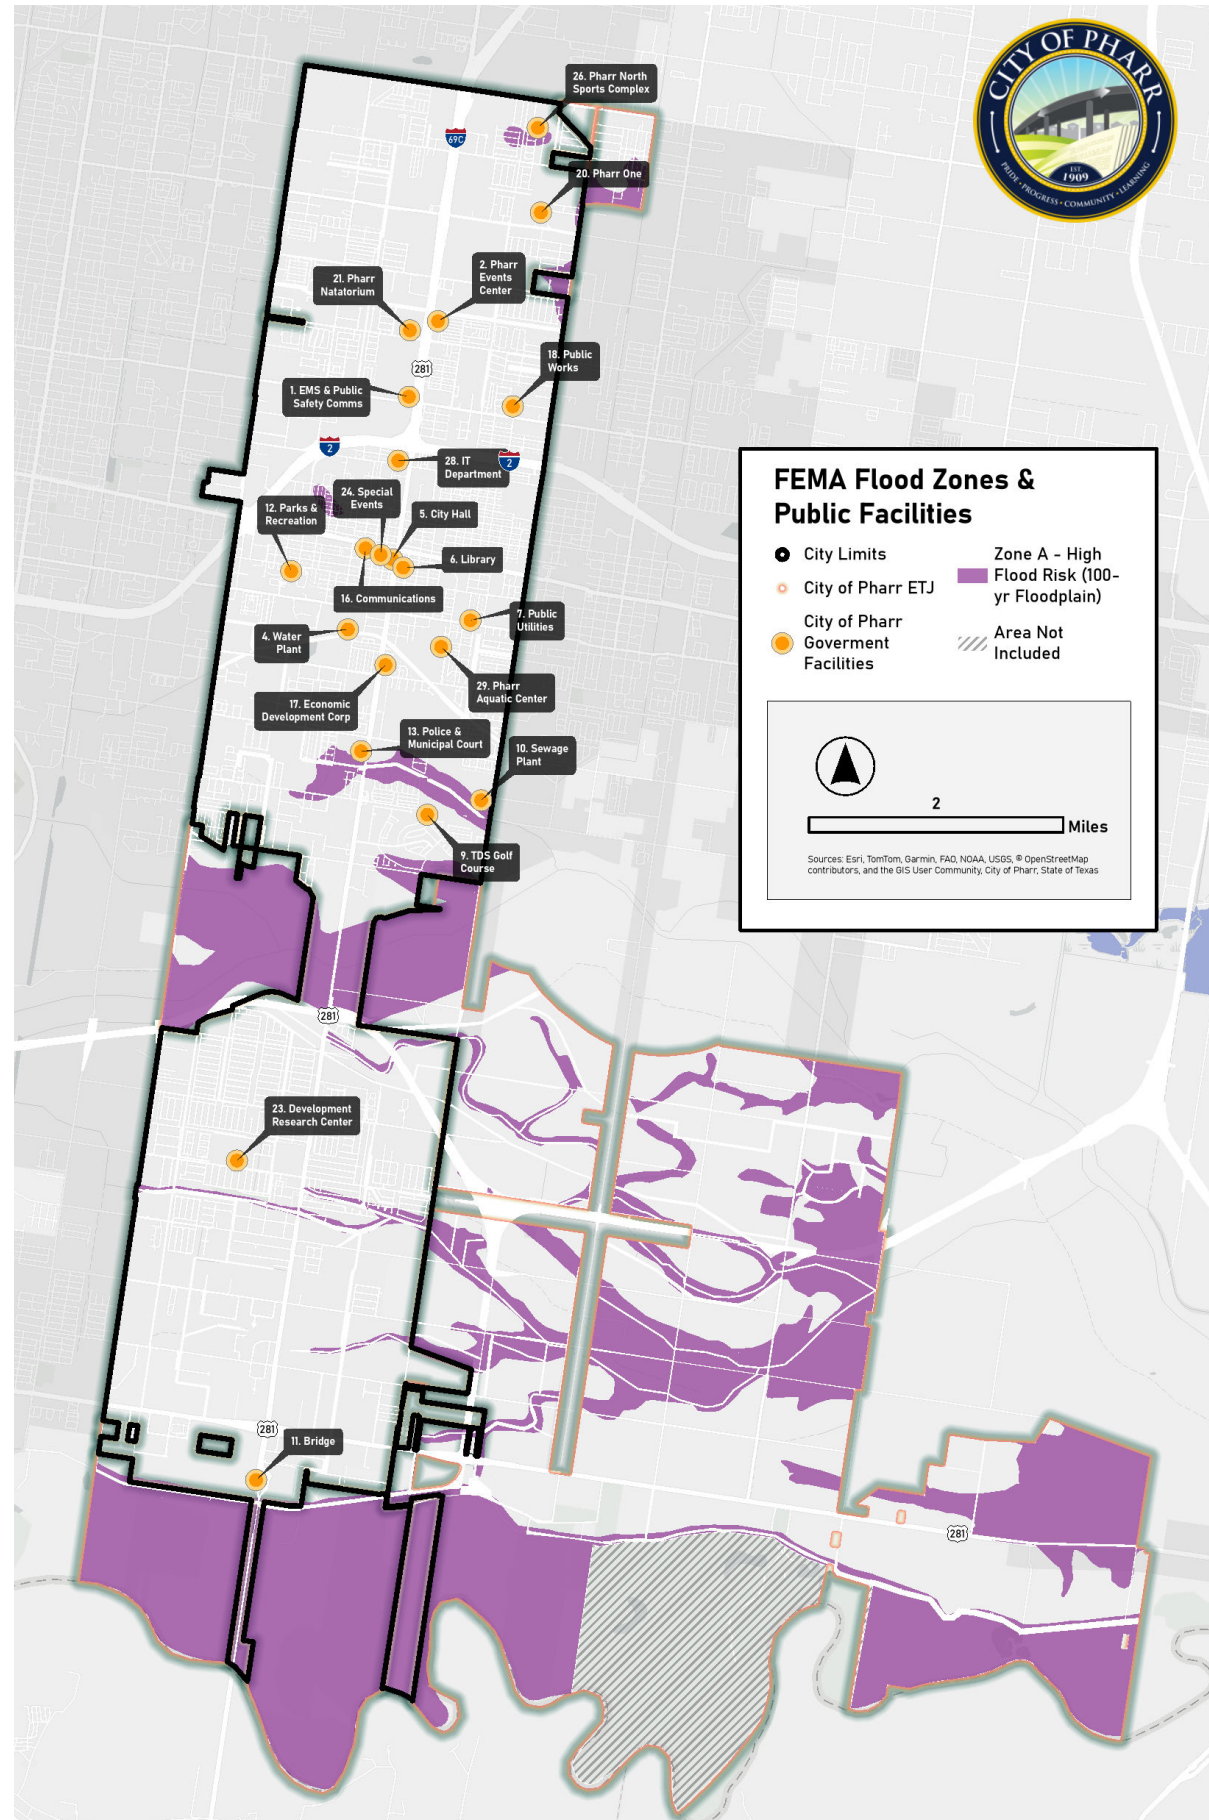 CITY OF PHARR
EST.
1909
PRIDE • PROGRESS • COMMUNITY • LEARNING
26. Pharr North
Sports Complex
69C
20. Pharr One
2. Pharr
Events
Center
21. Pharr
Natatorium
18. Public
Works
281
1. EMS & Public
Safety Comms
2
28. IT
Department
2
24. Special
Events
5. City Hall
12. Parks &
Recreation
6. Library
16. Communications
7. Public
Utilities
4. Water
Plant
29. Pharr
Aquatic Center
17. Economic
Development Corp
13. Police &
Municipal Court
10. Sewage
Plant
9. TDS Golf
Course
281
23. Development
Research Center
281
11. Bridge
281
FEMA Flood Zones &
Public Facilities
City Limits
City of Pharr ETJ
City of Pharr
Goverment
Facilities
Zone A - High
Flood Risk (100-
yr Floodplain)
Area Not
Included
2
Miles
Sources: Esri, TomTom, Garmin, FAO, NOAA, USGS, © OpenStreetMap
contributors, and the GIS User Community, City of Pharr, State of Texas